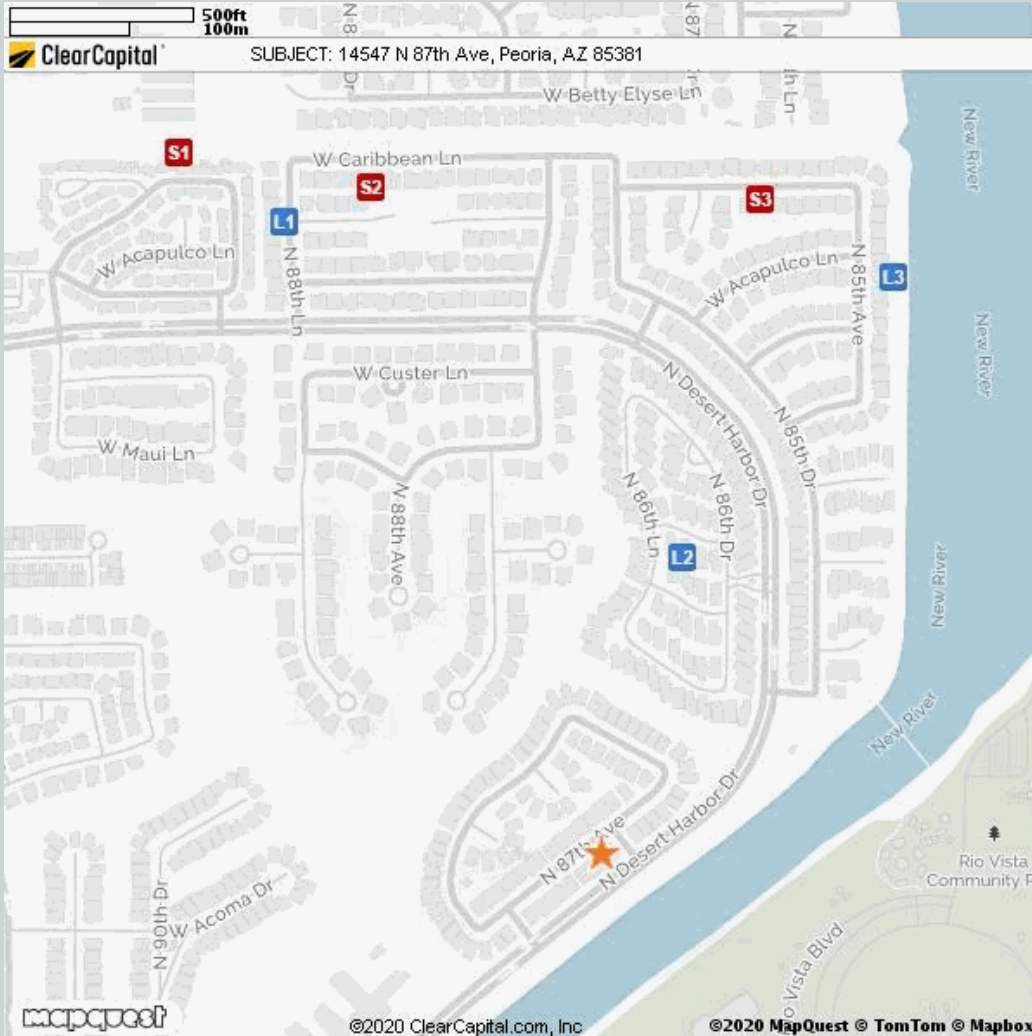 500ft
100m
ClearCapital
SUBJECT: 14547 N 87th Ave, Peoria, AZ 85381
W Betty Elyse Ln
W Caribbean Ln
S1
S2
S3
L1
New River
W Acapulco Ln
N 88th Ln
W Acapulco Ln
N 85th Ave
L3
New River
W Custer Ln
N Desert Harbor Dr
W Maui Ln
N 85th Dr
N 88th Ave
N 86th Ln
N 86th Dr
L2
New River
New River
N 87th Ave
N Desert Harbor Dr
Rio Vista
Community P
N 90th Dr
W Acoma Dr
io Vista Blvd
mapquest
©2020 ClearCapital.com, Inc
©2020 MapQuest © TomTom © Mapbox